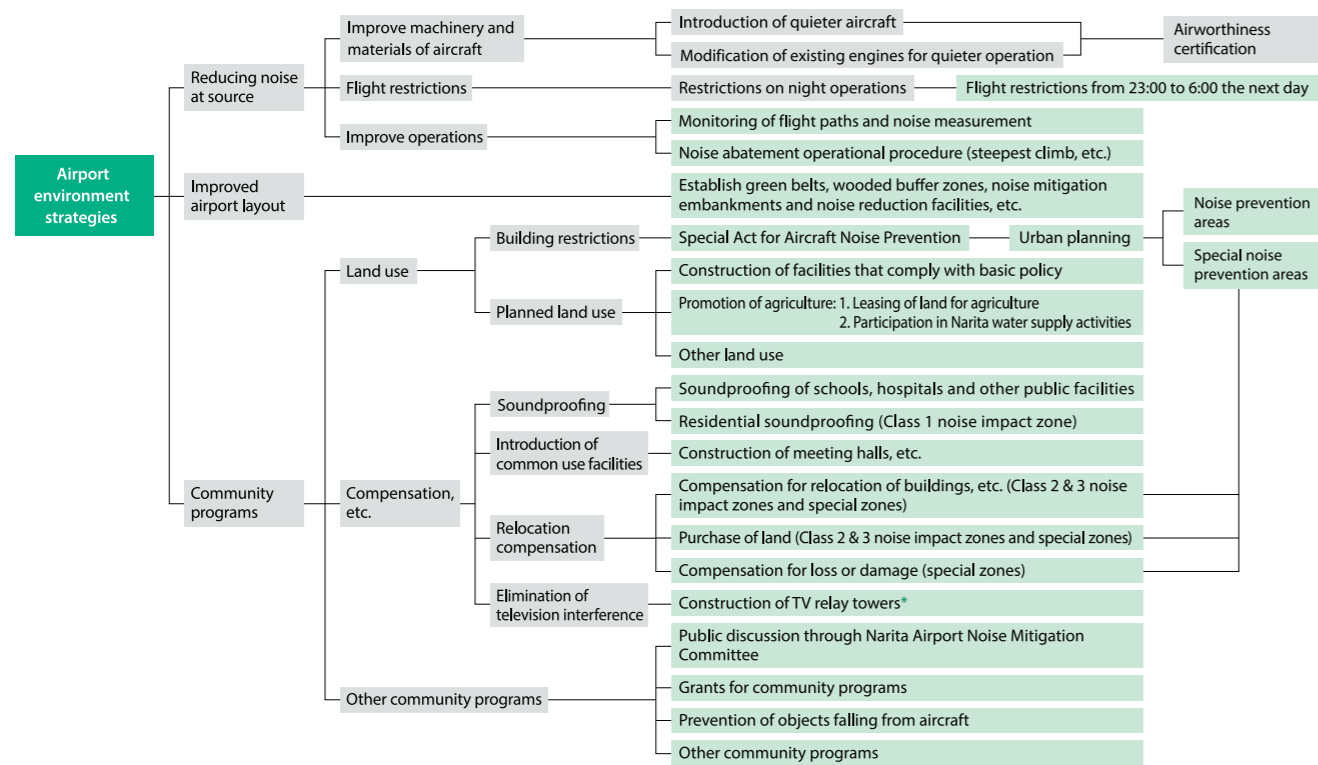 Airport
environment
strategies
Reducing noise
at source
Improve machinery and
materials of aircraft
Introduction of quieter aircraft
Modification of existing engines for quieter operation
Airworthiness
certification
Flight restrictions
Restrictions on night operations
Flight restrictions from 23:00 to 6:00 the next day
Improve operations
Monitoring of flight paths and noise measurement
Noise abatement operational procedure (steepest climb, etc.)
Improved
airport layout
Establish green belts, wooded buffer zones, noise mitigation
embankments and noise reduction facilities, etc.
Community
programs
Land use
Building restrictions
Special Act for Aircraft Noise Prevention
Urban planning
Noise prevention
areas
Special noise
prevention areas
Planned land use
Construction of facilities that comply with basic policy
Promotion of agriculture: 1. Leasing of land for agriculture
2. Participation in Narita water supply activities
Other land use
Compensation,
etc.
Soundproofing
Soundproofing of schools, hospitals and other public facilities
Residential soundproofing (Class 1 noise impact zone)
Introduction of
common use facilities
Construction of meeting halls, etc.
Relocation
compensation
Compensation for relocation of buildings, etc. (Class 2 & 3 noise
impact zones and special zones)
Purchase of land (Class 2 & 3 noise impact zones and special zones)
Compensation for loss or damage (special zones)
Elimination of
television interference
Construction of TV relay towers*
Other community programs
Public discussion through Narita Airport Noise Mitigation
Committee
Grants for community programs
Prevention of objects falling from aircraft
Other community programs